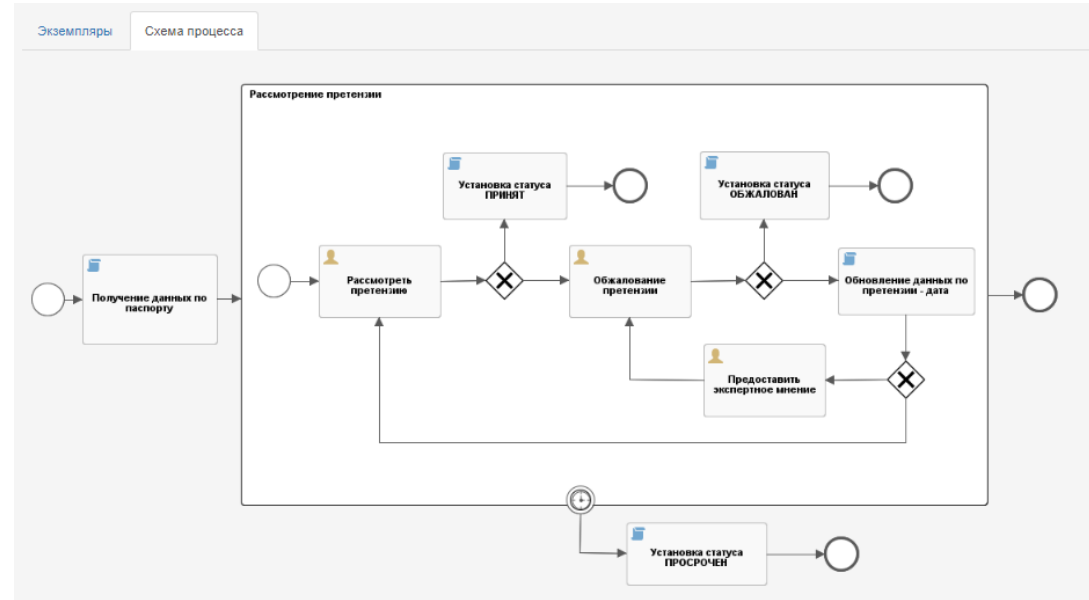 Экземпляры
Схема процесса
Рассмотрение претензии
Установка статуса
ПРИНЯТ
Установка статуса
ОБЖАЛОВАН
Получение данных по
паспорту
Рассмотреть
претензию
Обжалование
претензии
Обновление данных по
претензии - дата
Предоставить
экспертное мнение
Установка статуса
ПРОСРОЧЕН